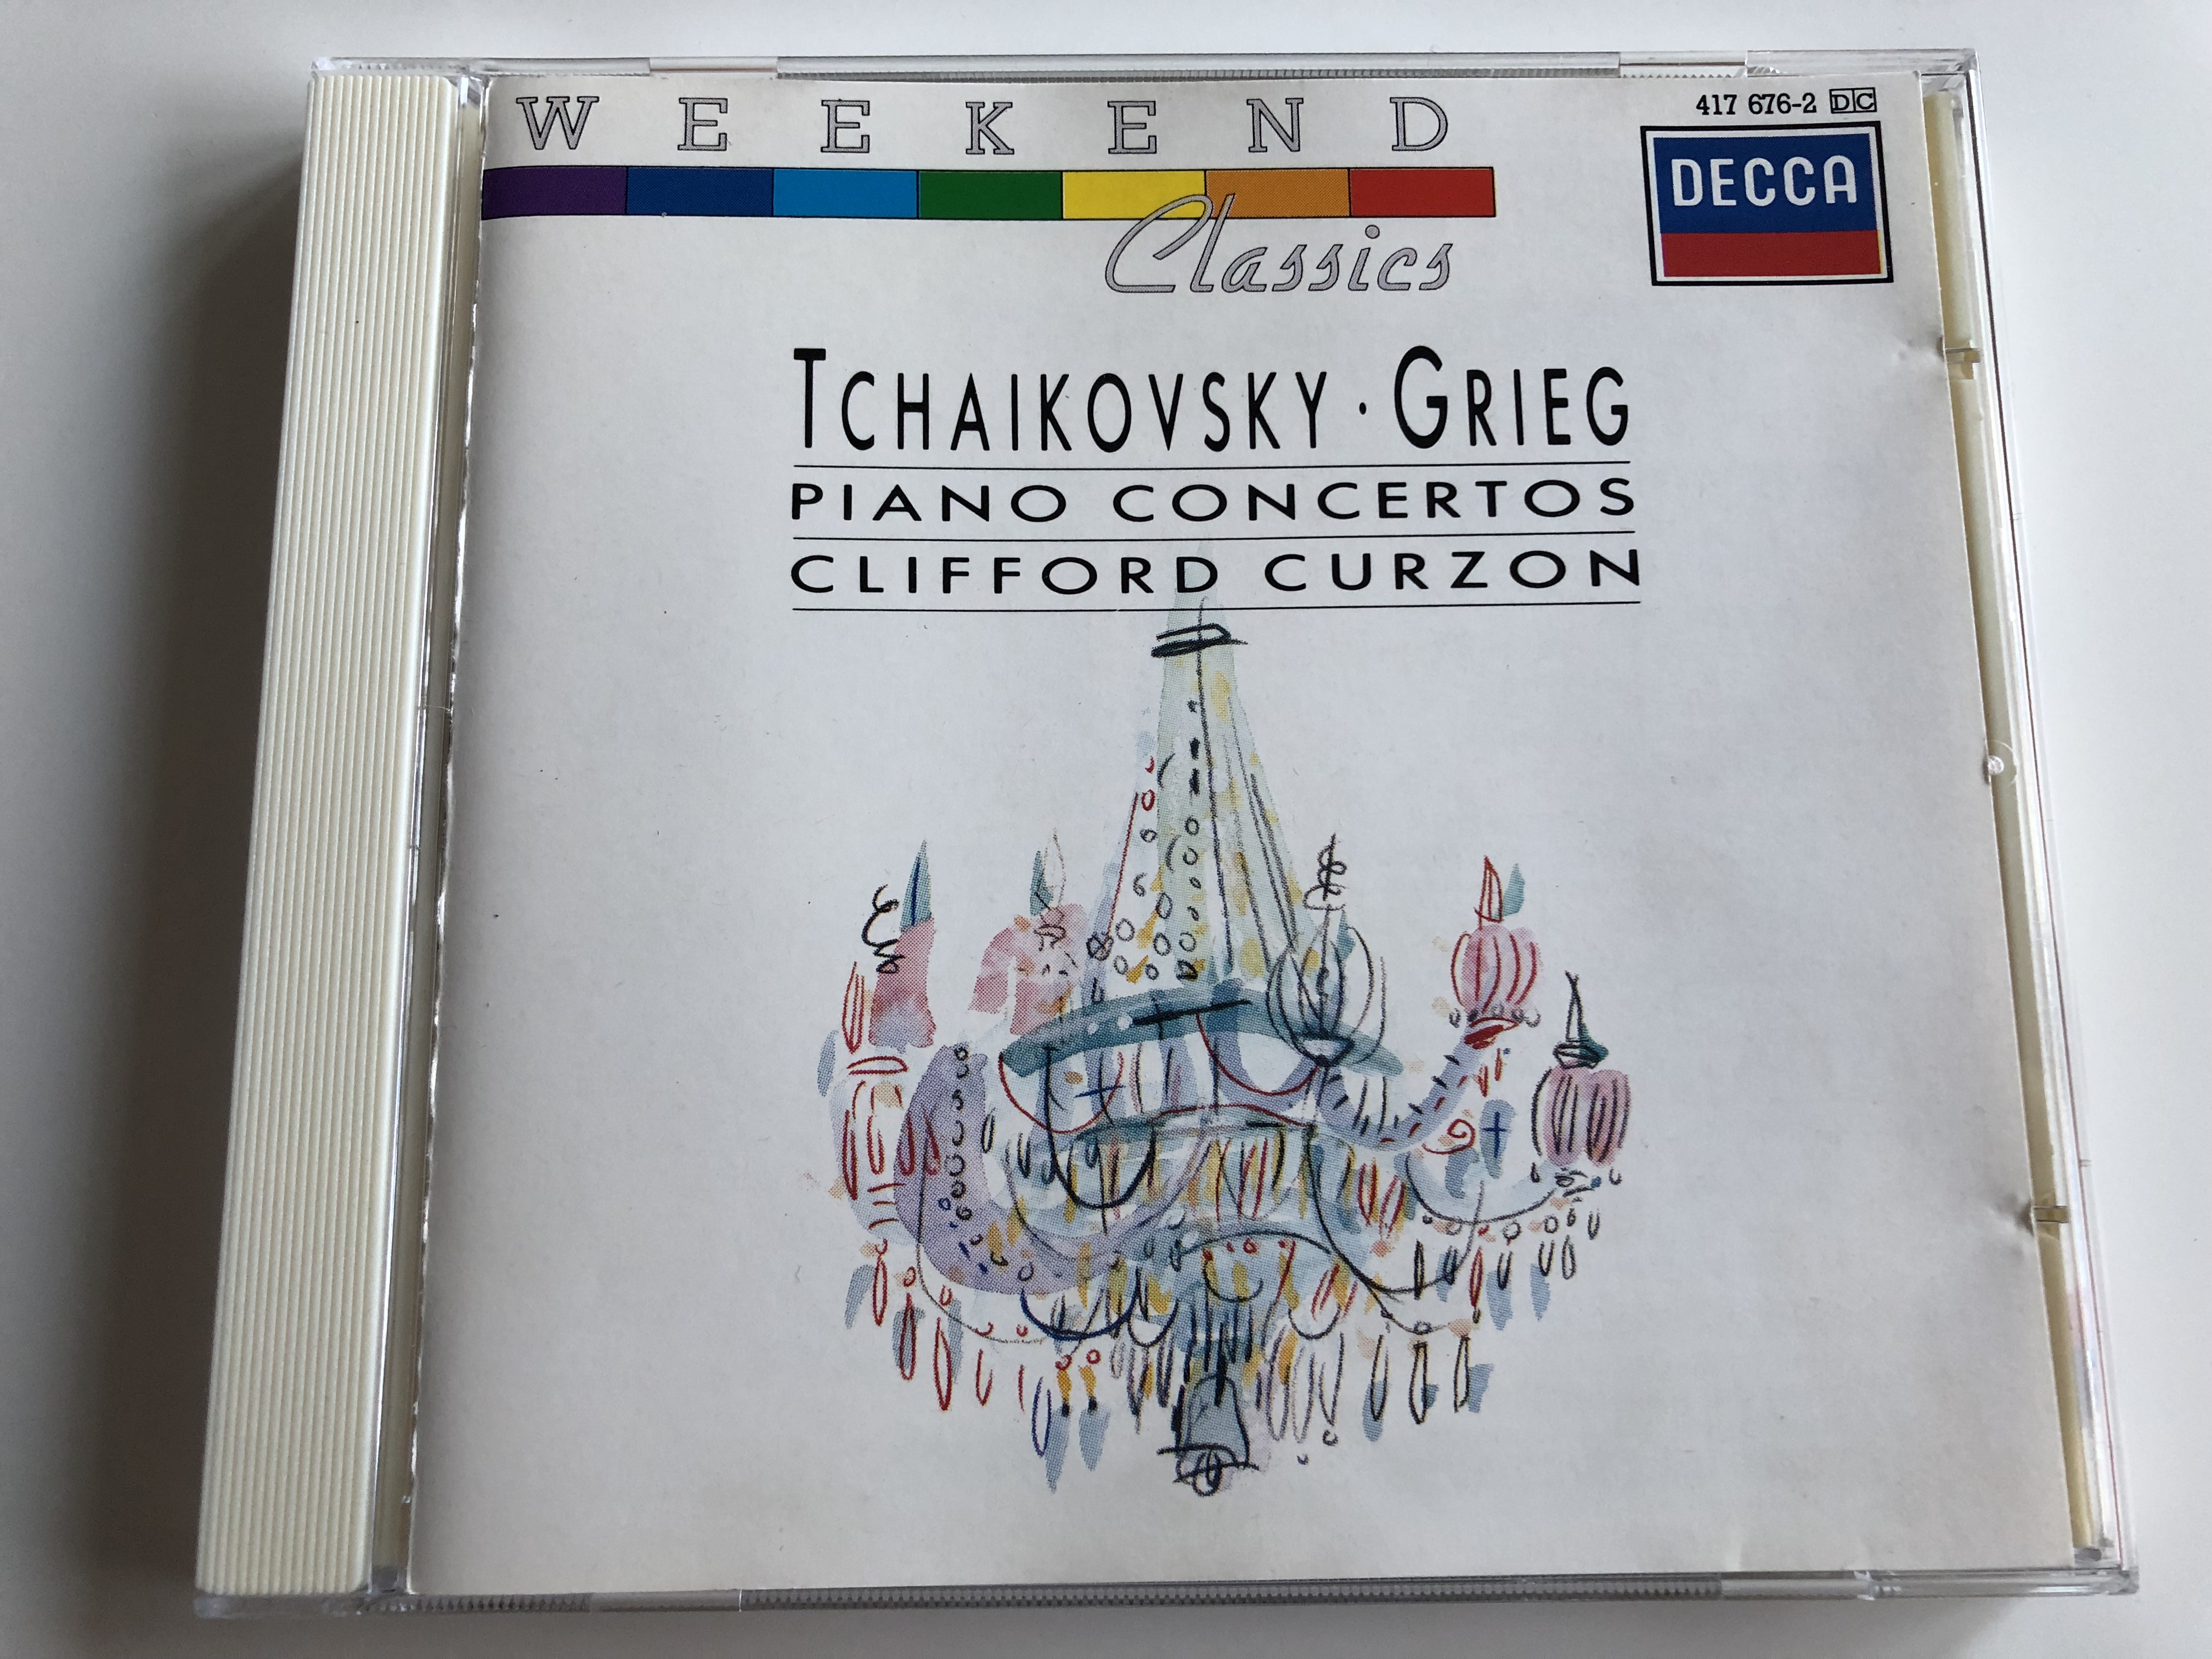 WEEKEND
Classics
417 676-2 DC
DECCA
TCHAIKOVSKY · GRIEG
PIANO CONCERTOS
CLIFFORD CURZON